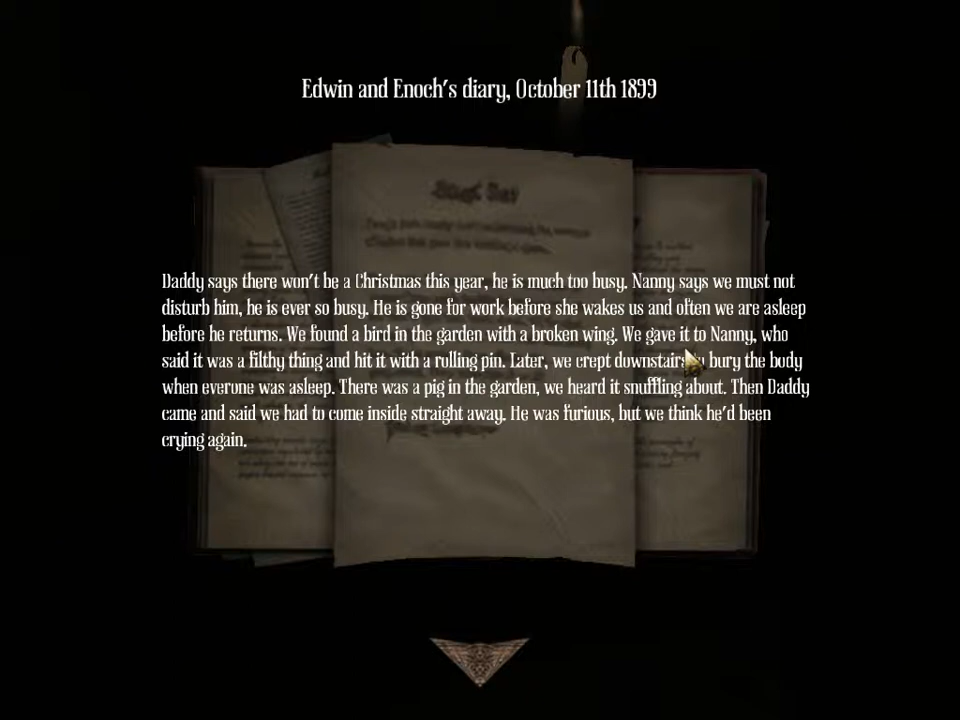 Edwin and Enoch's diary, October 11th 1899
Daddy says there won't be a Christmas this year, he is much too busy. Nanny says we must not
disturb him, he is ever so busy. He is gone for work before she wakes us and often we are asleep
before he returns. We found a bird in the garden with a broken wing. We gave it to Nanny, who
said it was a filthy thing and hit it with a rolling pin. Later, we crept downstairs bury the body
when everone was asleep. There was a pig in the garden, we heard it snuffling about. Then Daddy
came and said we had to come inside straight away. He was furious, but we think he'd been
crying again.